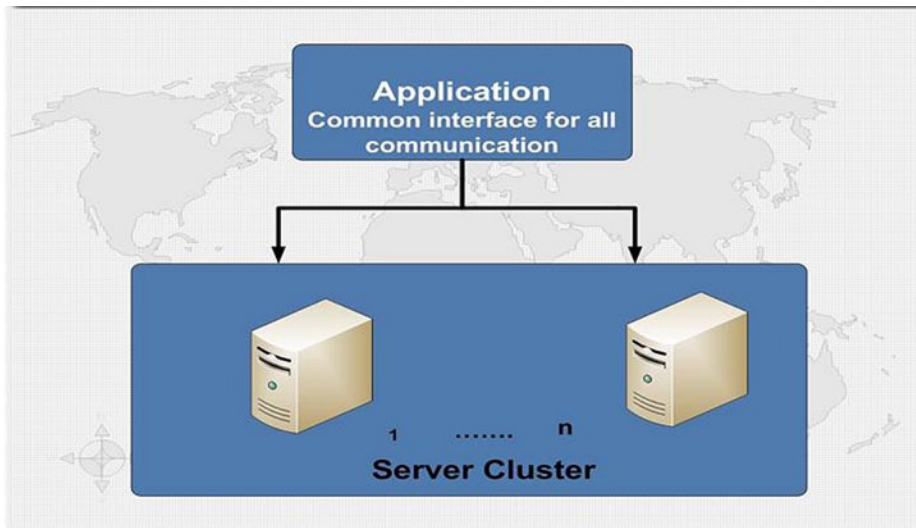 Application
Common interface for all
communication
1 ....... n
Server Cluster